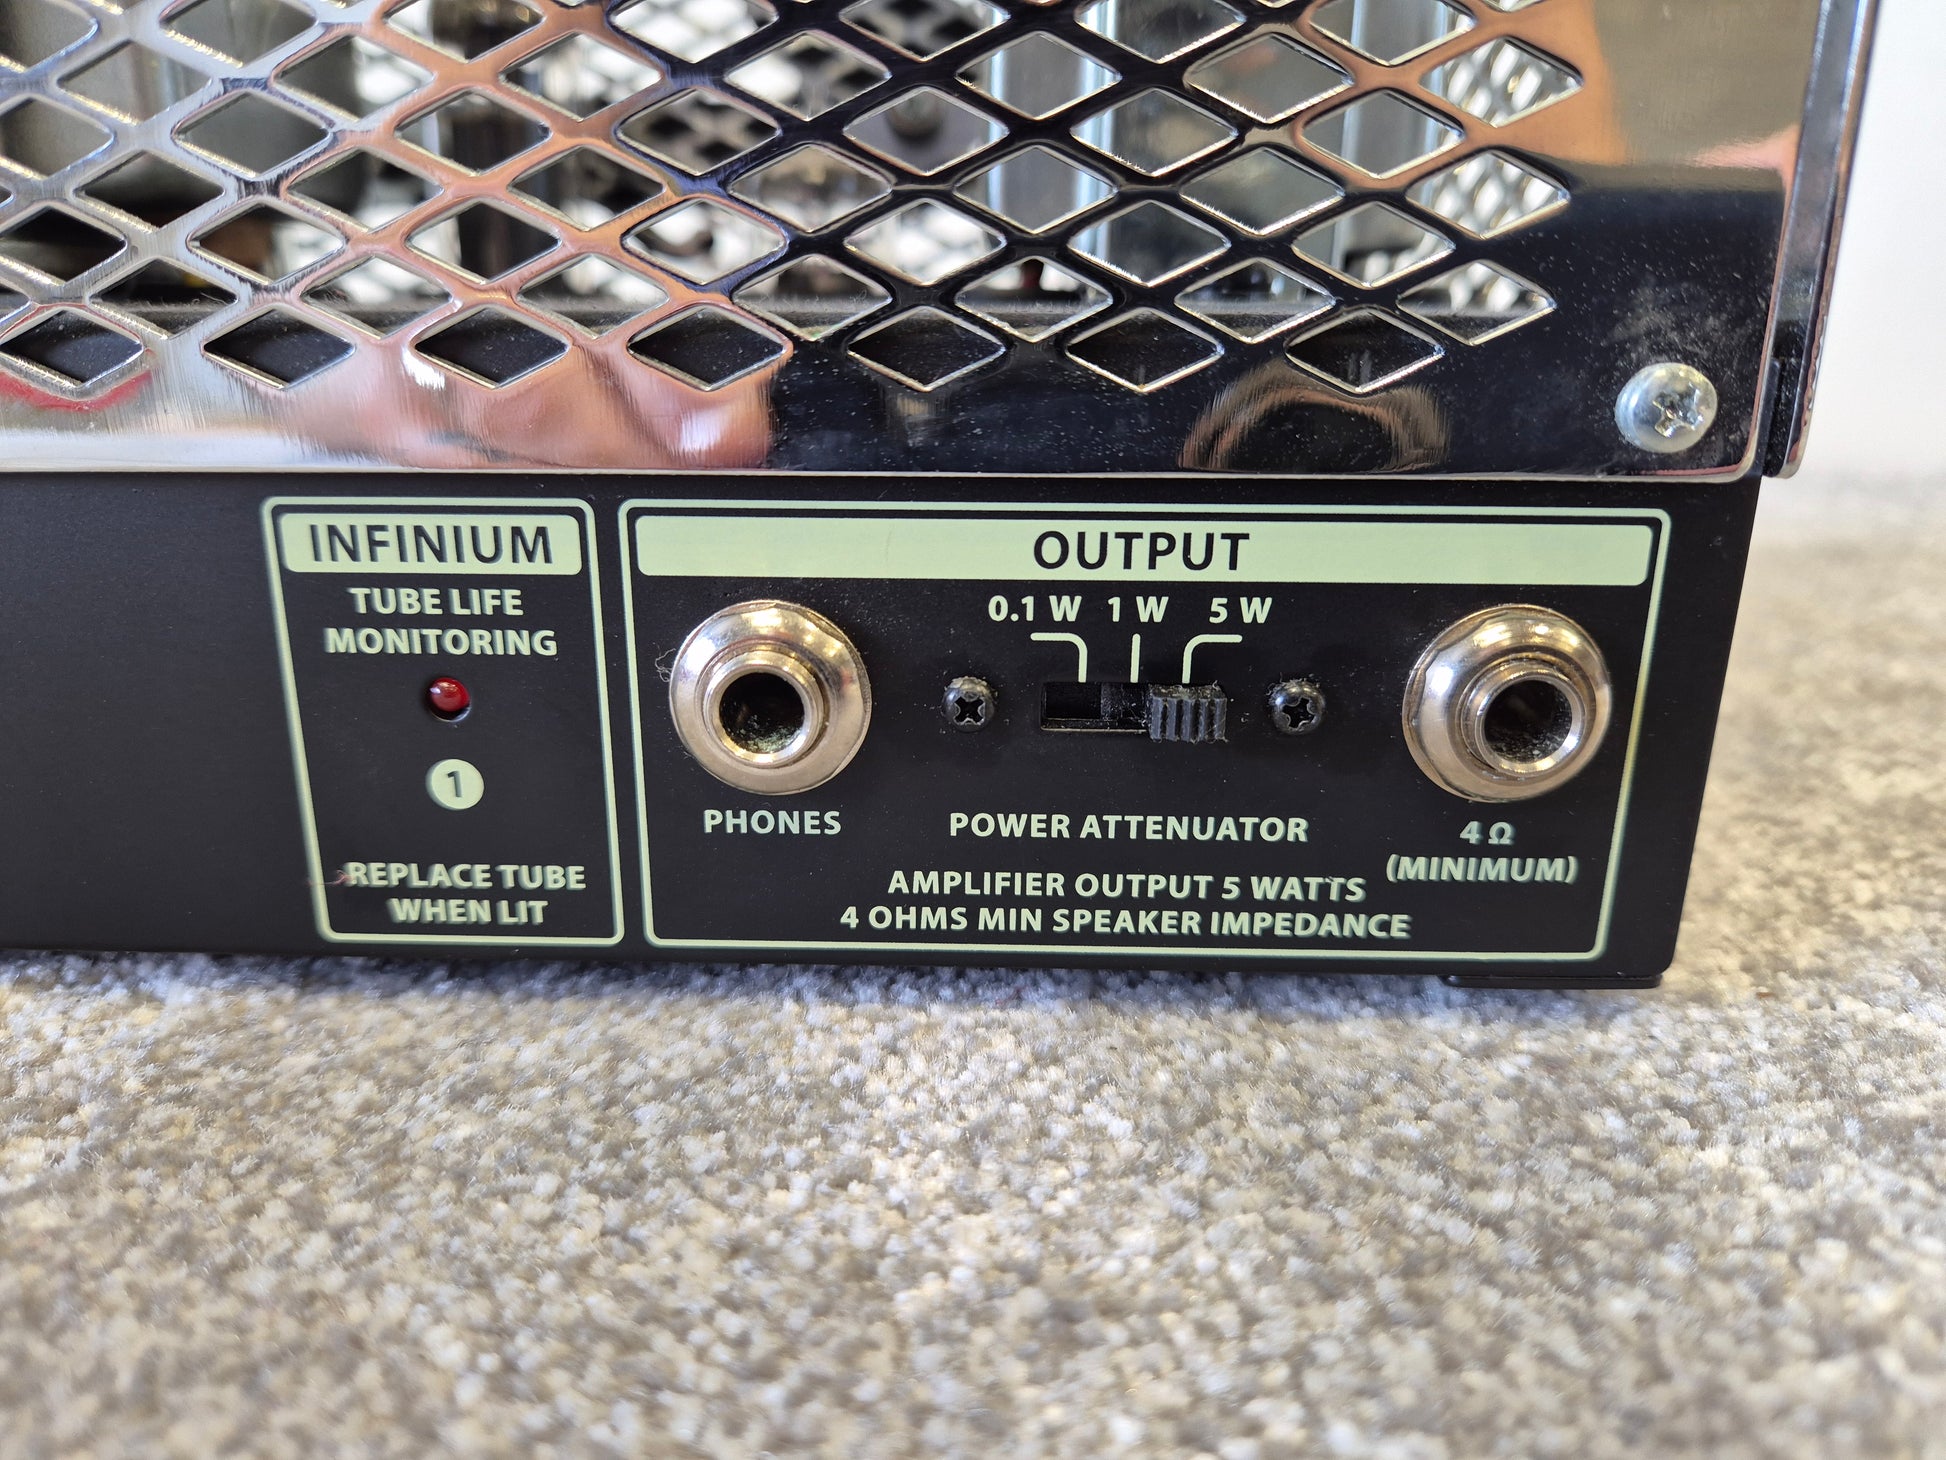 INFINIUM
TUBE LIFE
MONITORING
1
REPLACE TUBE
WHEN LIT
OUTPUT
0.1 W 1 W 5 W
PHONES
POWER ATTENUATOR
4 Ω
(MINIMUM)
AMPLIFIER OUTPUT 5 WATTS
4 OHMS MIN SPEAKER IMPEDANCE